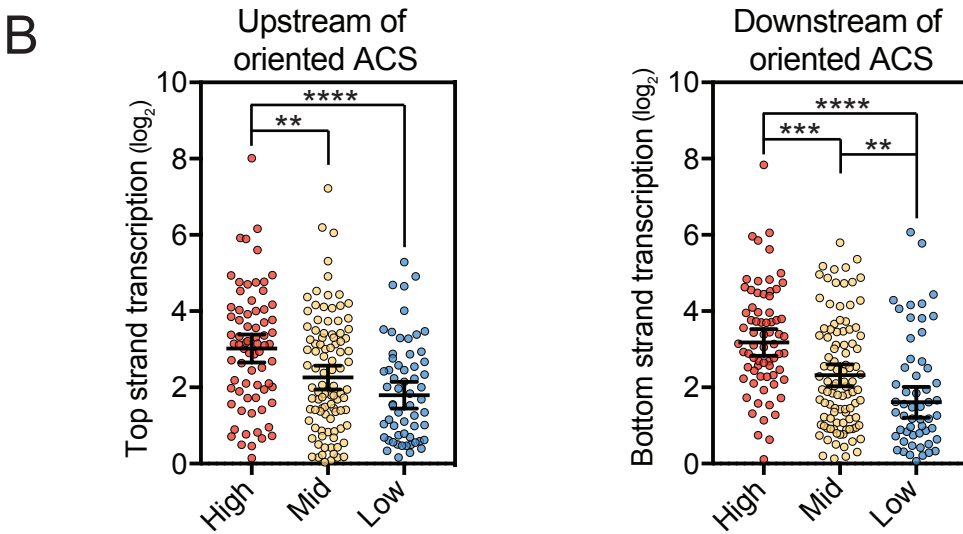 B
Upstream of
oriented ACS
Top strand transcription (log₂)
10
8
6
4
2
0
****
**
High
Mid
Low
Downstream of
oriented ACS
Bottom strand transcription (log₂)
10
8
6
4
2
0
****
***
**
High
Mid
Low